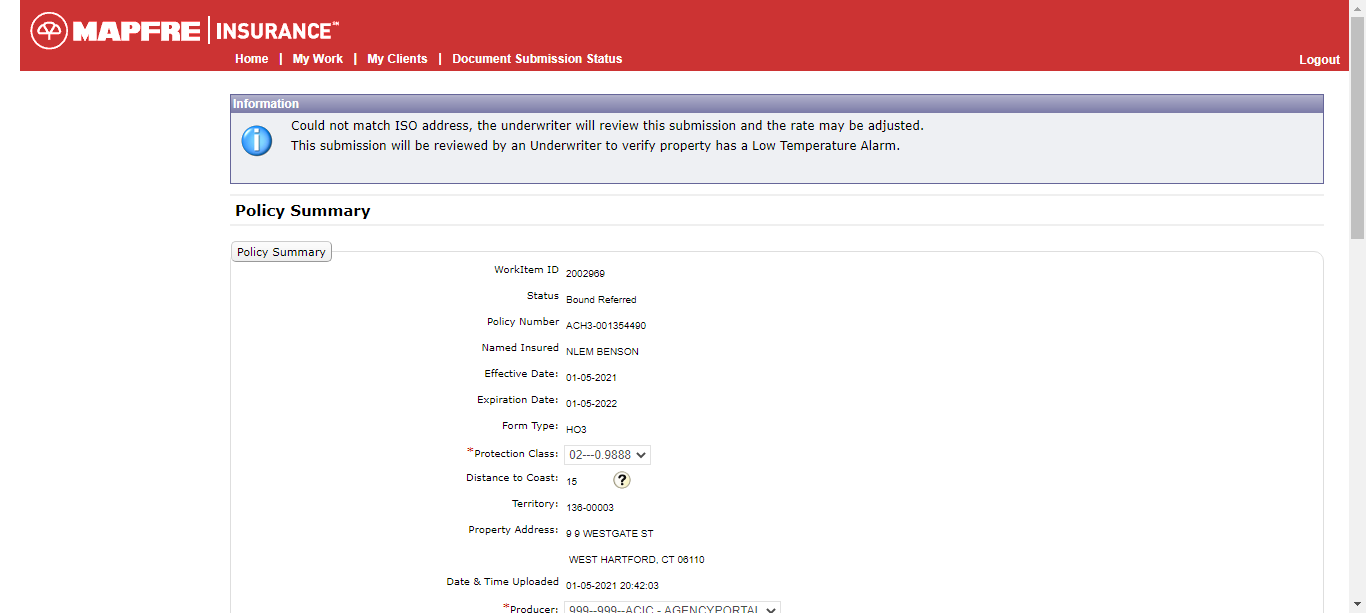 MAPFRE | INSURANCE℠
Home | My Work | My Clients | Document Submission Status
Logout
Information
Could not match ISO address, the underwriter will review this submission and the rate may be adjusted.
This submission will be reviewed by an Underwriter to verify property has a Low Temperature Alarm.
Policy Summary
Policy Summary
WorkItem ID 2002969
Status Bound Referred
Policy Number ACH3-001354490
Named Insured NLEM BENSON
Effective Date: 01-05-2021
Expiration Date: 01-05-2022
Form Type: HO3
*Protection Class: 02---0.9888
Distance to Coast: 15 ?
Territory: 136-00003
Property Address: 9 9 WESTGATE ST
WEST HARTFORD, CT 06110
Date & Time Uploaded 01-05-2021 20:42:03
*Producer: 999--999--ACIC - AGENCYPORTAL